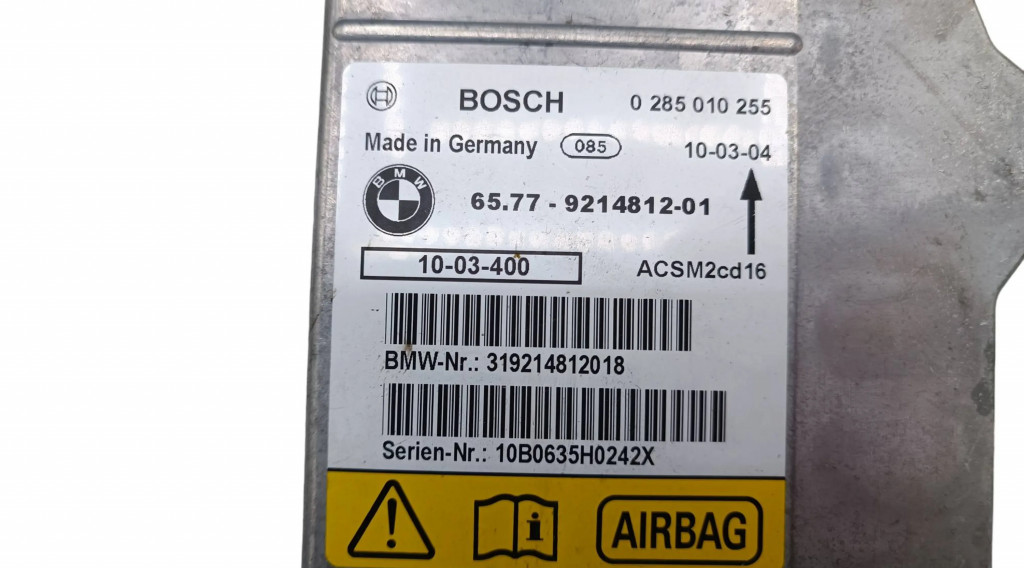 BOSCH 0 285 010 255
Made in Germany 085 10-03-04
BMW 65.77 - 9214812-01
10-03-400 ACSM2cd16
BMW-Nr.: 319214812018
Serien-Nr.: 10B0635H0242X
i AIRBAG